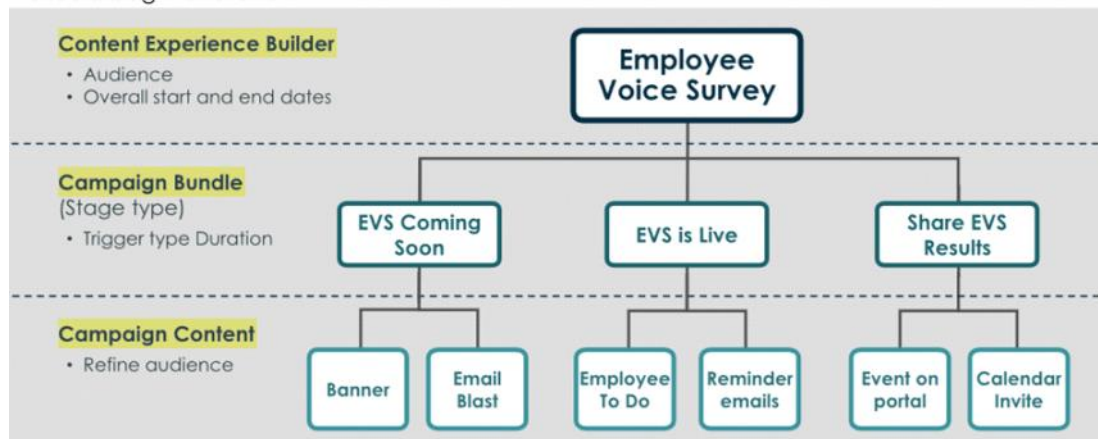 Content Experience Builder
• Audience
• Overall start and end dates
Employee
Voice Survey
Campaign Bundle
(Stage type)
• Trigger type Duration
EVS Coming
Soon
EVS is Live
Share EVS
Results
Campaign Content
• Refine audience
Banner
Email
Blast
Employee
To Do
Reminder
emails
Event on
portal
Calendar
Invite